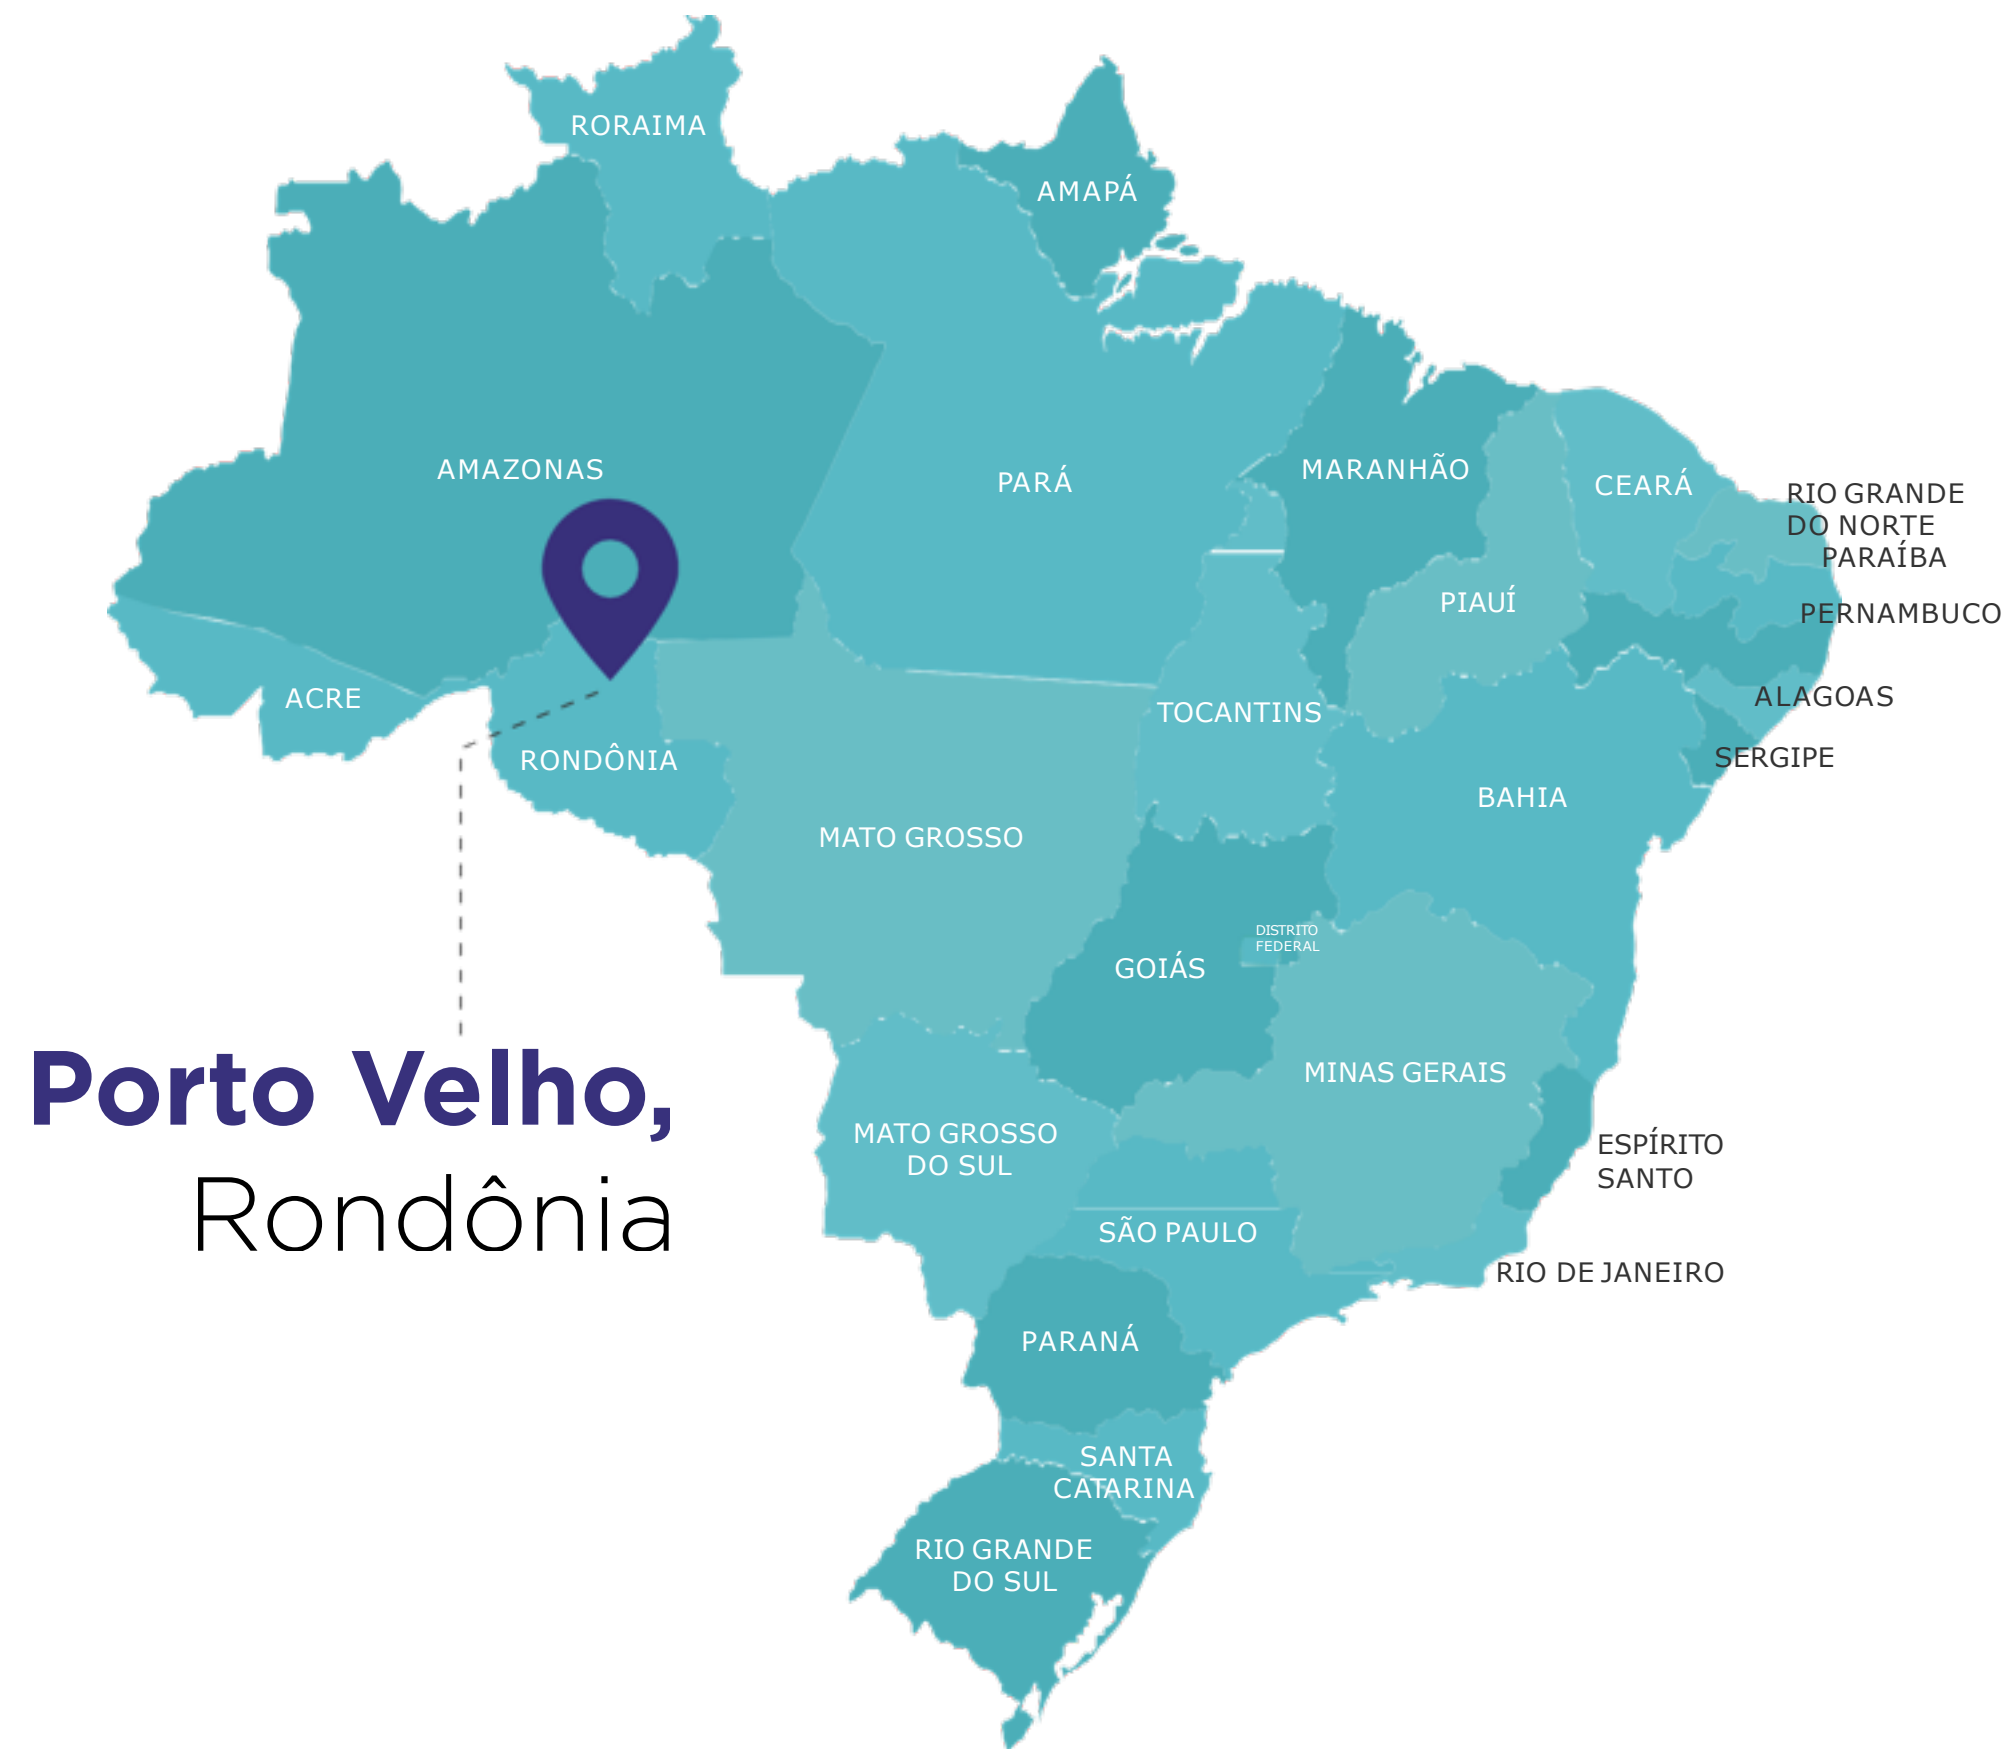 RORAIMA
AMAPÁ
AMAZONAS
PARÁ
MARANHÃO
CEARÁ
RIO GRANDE
DO NORTE
PARAÍBA
PIAUÍ
PERNAMBUCO
ACRE
ALAGOAS
TOCANTINS
SERGIPE
RONDÔNIA
BAHIA
MATO GROSSO
DISTRITO
FEDERAL
GOIÁS
MINAS GERAIS
Porto Velho,
Rondônia
MATO GROSSO
DO SUL
ESPÍRITO
SANTO
SÃO PAULO
RIO DE JANEIRO
PARANÁ
SANTA
CATARINA
RIO GRANDE
DO SUL